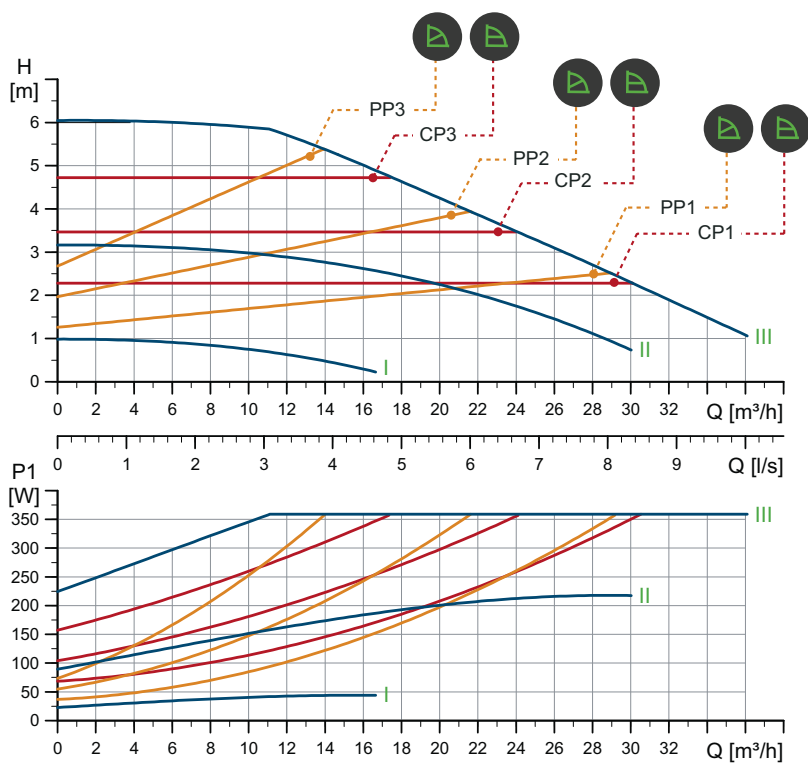 H
[m]
PP3
CP3
PP2
CP2
PP1
CP1
6
5
4
3
2
1
0
I
II
III
0 2 4 6 8 10 12 14 16 18 20 22 24 26 28 30 32 Q [m³/h]
0 1 2 3 4 5 6 7 8 9 Q [l/s]
P1
[W]
350
300
250
200
150
100
50
0
III
II
I
0 2 4 6 8 10 12 14 16 18 20 22 24 26 28 30 32 Q [m³/h]